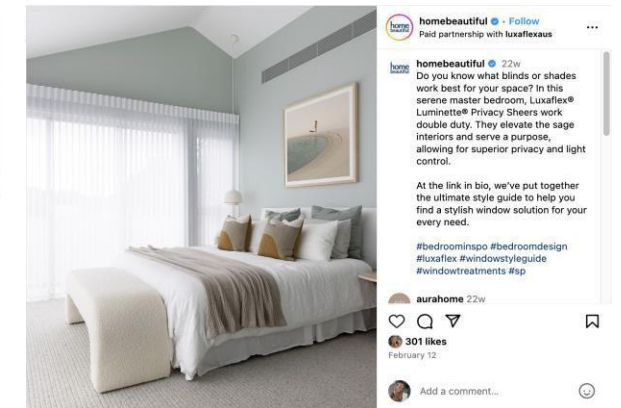 homebeautiful • Follow
Paid partnership with luxaflexaus
home
beautiful
homebeautiful 22w
home
beautiful
Do you know what blinds or shades
work best for your space? In this
serene master bedroom, Luxaflex®
Luminette® Privacy Sheers work
double duty. They elevate the sage
interiors and serve a purpose,
allowing for superior privacy and light
control.
At the link in bio, we've put together
the ultimate style guide to help you
find a stylish window solution for your
every need.
#bedroominspo #bedroomdesign
#luxaflex #windowstyleguide
#windowtreatments #sp
aurahome 22w
301 likes
February 12
Add a comment...